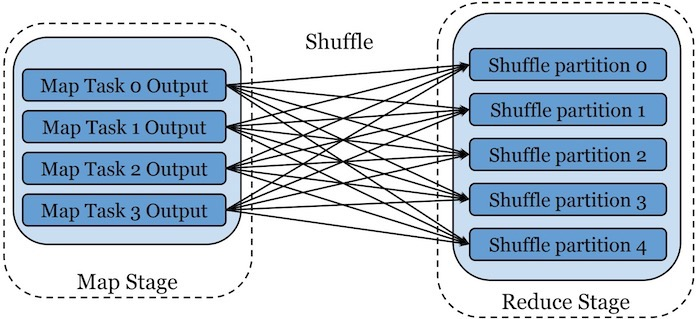 Shuffle
Map Task 0 Output
Map Task 1 Output
Map Task 2 Output
Map Task 3 Output
Map Stage
Shuffle partition 0
Shuffle partition 1
Shuffle partition 2
Shuffle partition 3
Shuffle partition 4
Reduce Stage